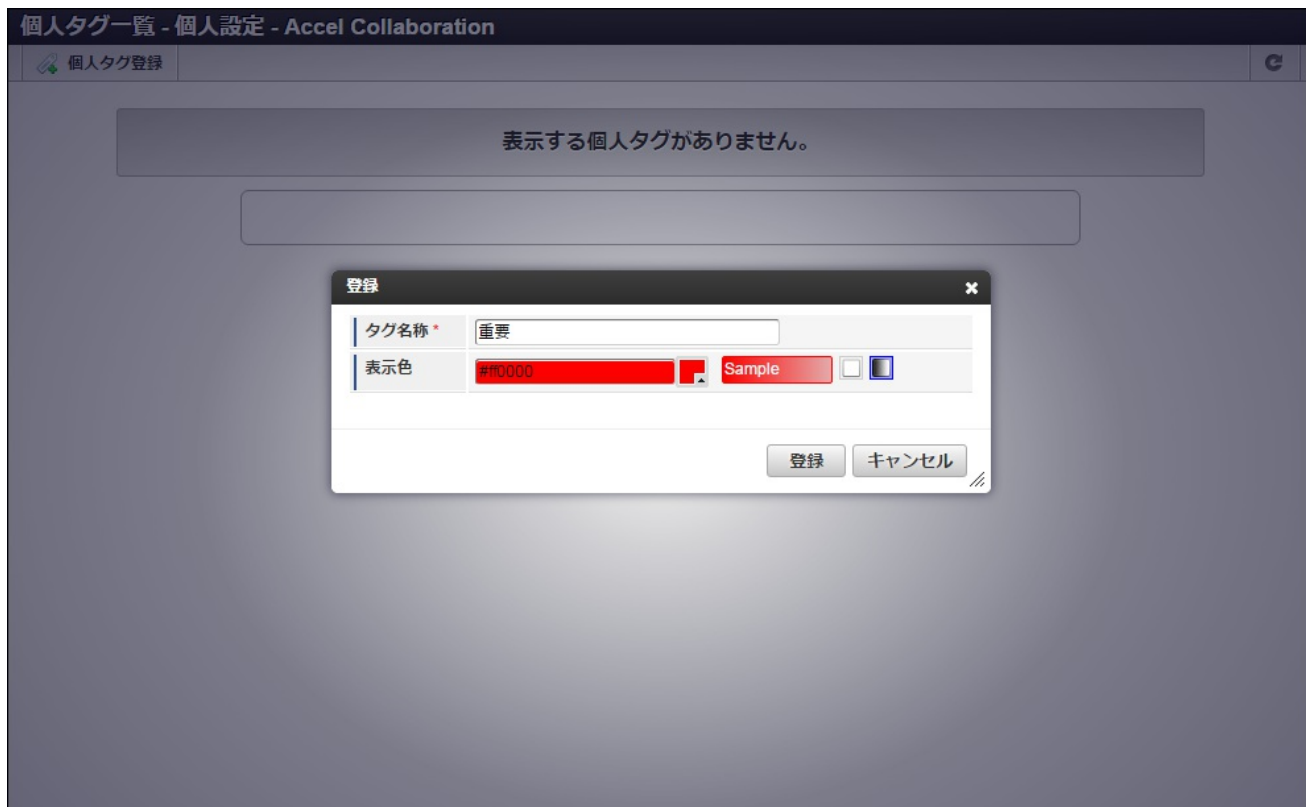 個人タグ一覧 - 個人設定 - Accel Collaboration
個人タグ登録
表示する個人タグがありません。
登録
タグ名称 * 重要
表示色 #ff0000 Sample
登録 キャンセル